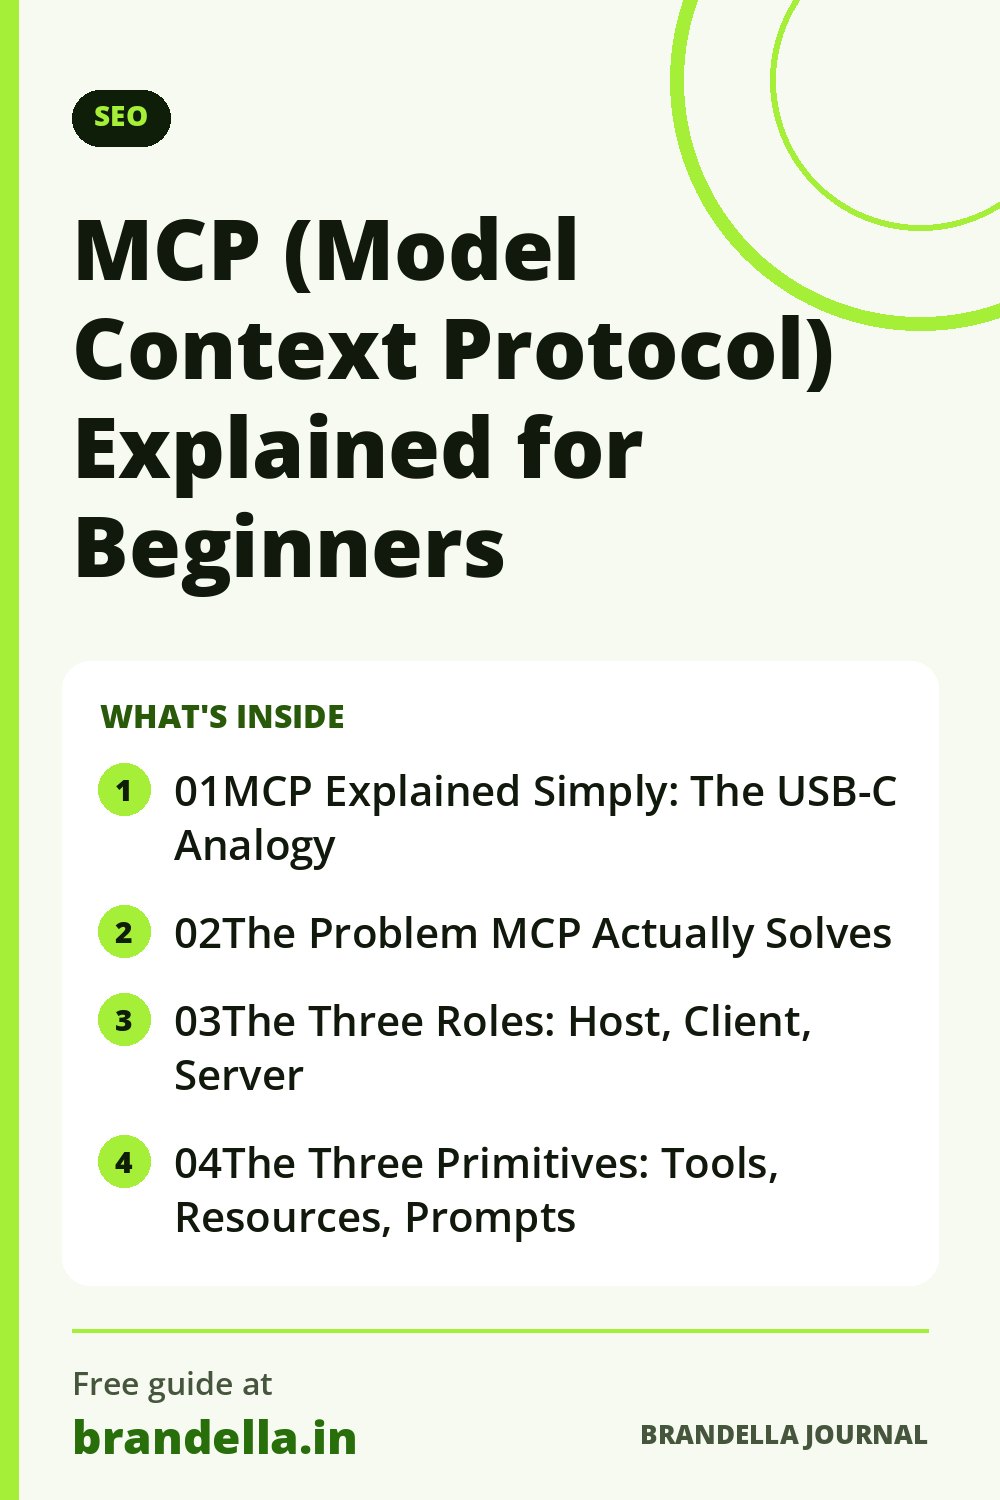 SEO
MCP (Model
Context Protocol)
Explained for
Beginners
WHAT'S INSIDE
1 01MCP Explained Simply: The USB-C
Analogy
2 02The Problem MCP Actually Solves
3 03The Three Roles: Host, Client,
Server
4 04The Three Primitives: Tools,
Resources, Prompts
Free guide at
brandella.in
BRANDELLA JOURNAL